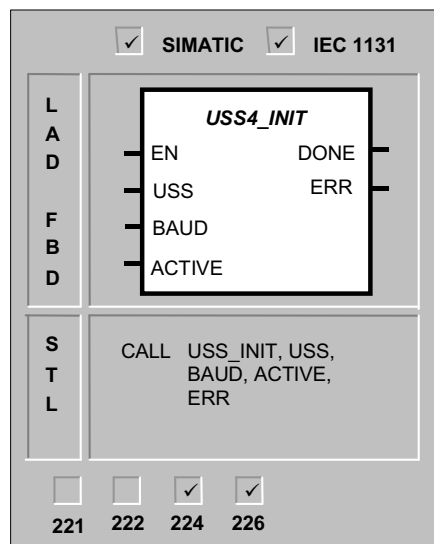 ✓ SIMATIC ✓ IEC 1131
L
A
D
F
B
D
USS4_INIT
EN DONE
USS ERR
BAUD
ACTIVE
S
T
L
CALL USS_INIT, USS,
BAUD, ACTIVE,
ERR
✓ ✓
221 222 224 226